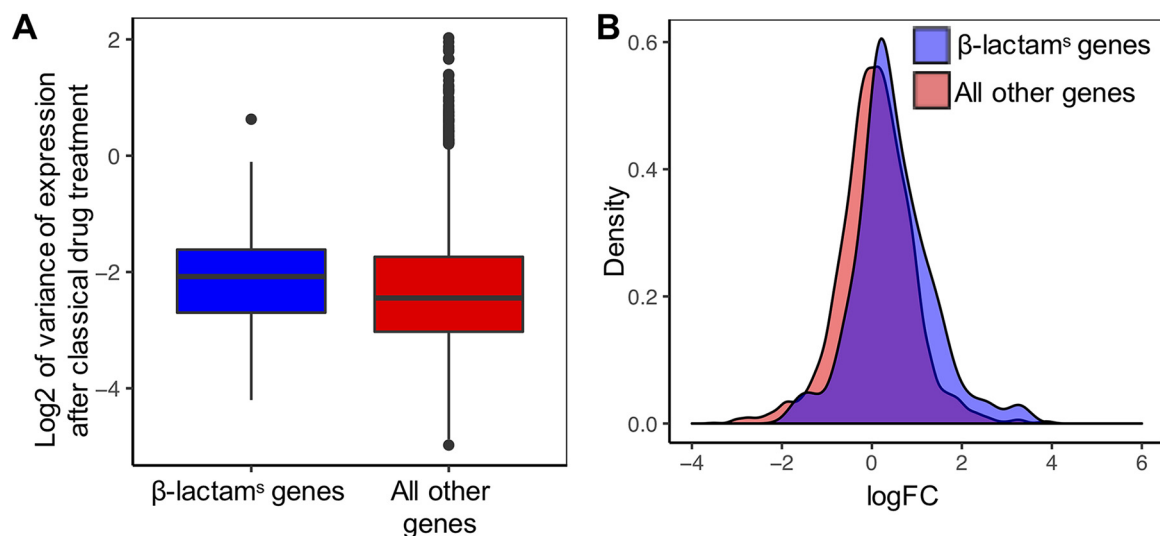 A
Log2 of variance of expression
after classical drug treatment
2
0
−2
−4
β-lactamˢ genes
All other
genes
B
β-lactamˢ genes
All other genes
Density
0.6
0.4
0.2
0.0
−4 −2 0 2 4 6
logFC